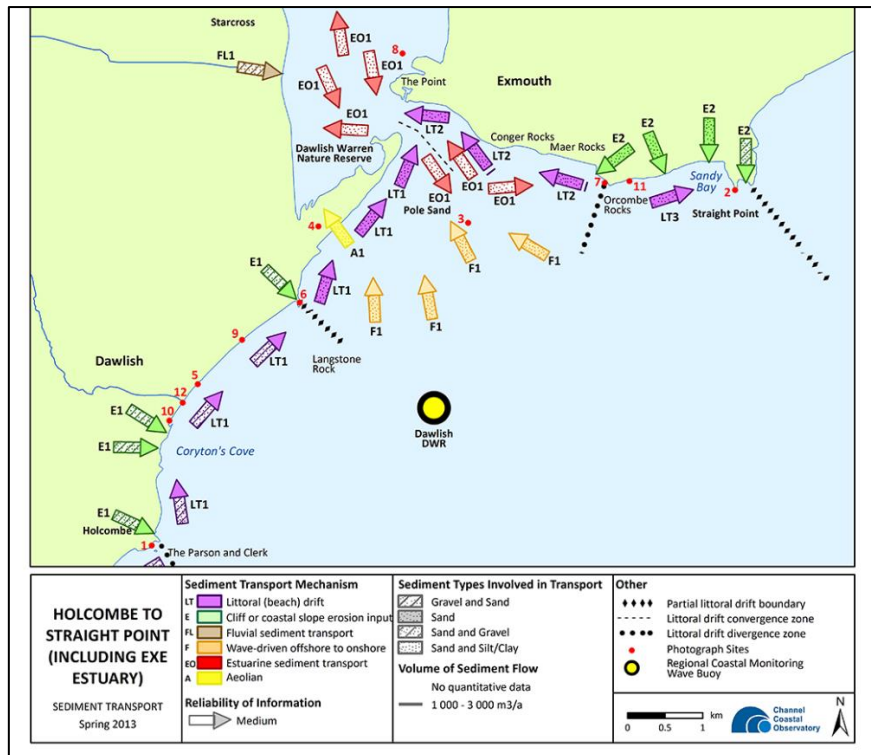 Starcross
FL1
EO1
8
EO1
The Point
Exmouth
EO1
EO1
Dawlish Warren
Nature Reserve
LT2
Conger Rocks
LT2
Maer Rocks
E2
E2
E2
E2
Sandy
Bay
EO1
EO1
EO1
LT2
7
11
Orcombe
Rocks
LT3
2
Straight Point
LT1
Pole Sand
3
LT1
4
A1
F1
F1
E1
LT1
6
F1
F1
Langstone
Rock
9
LT1
Dawlish
5
12
10
LT1
E1
E1
Coryton's Cove
Dawlish
DWR
LT1
E1
Holcombe
1
The Parson and Clerk
HOLCOMBE TO
STRAIGHT POINT
(INCLUDING EXE
ESTUARY)
SEDIMENT TRANSPORT
Spring 2013
Sediment Transport Mechanism
LT Littoral (beach) drift
E Cliff or coastal slope erosion input
FL Fluvial sediment transport
F Wave-driven offshore to onshore
EO Estuarine sediment transport
A Aeolian
Reliability of Information
Medium
Sediment Types Involved in Transport
Gravel and Sand
Sand
Sand and Gravel
Sand and Silt/Clay
Volume of Sediment Flow
No quantitative data
1 000 - 3 000 m3/a
Other
Partial littoral drift boundary
Littoral drift convergence zone
Littoral drift divergence zone
Photograph Sites
Regional Coastal Monitoring
Wave Buoy
0 0.5 1 km
Channel
Coastal
Observatory
N